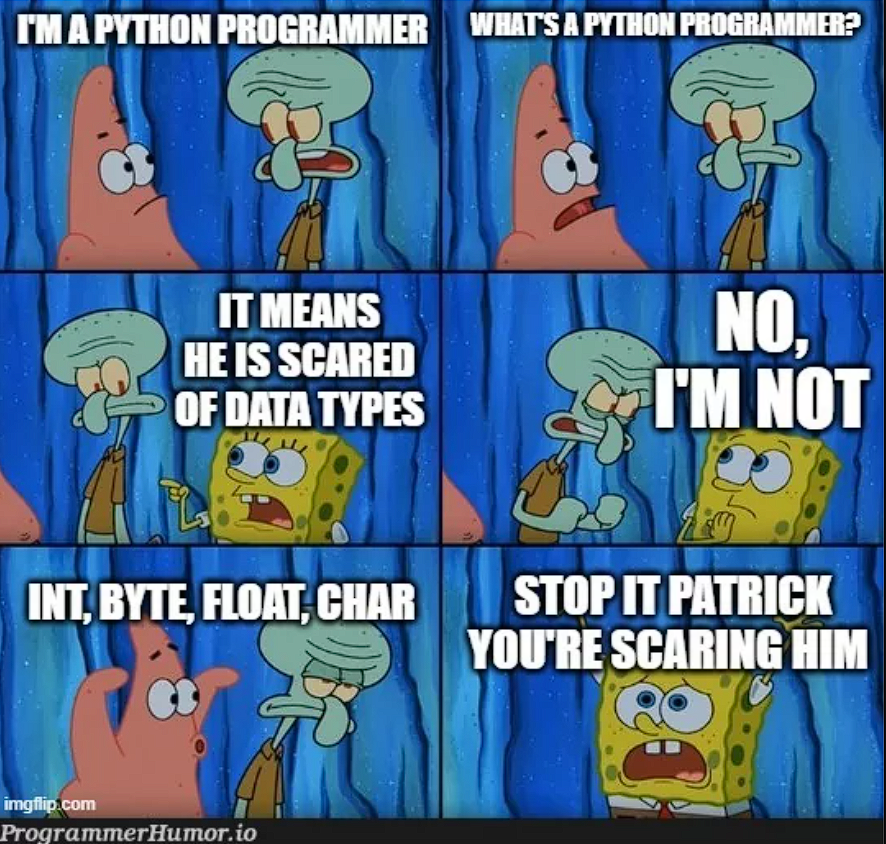 I'M A PYTHON PROGRAMMER
WHAT'S A PYTHON PROGRAMMER?
IT MEANS
HE IS SCARED
OF DATA TYPES
NO,
I'M NOT
INT, BYTE, FLOAT, CHAR
STOP IT PATRICK
YOU'RE SCARING HIM
imgflip.com
ProgrammerHumor.io